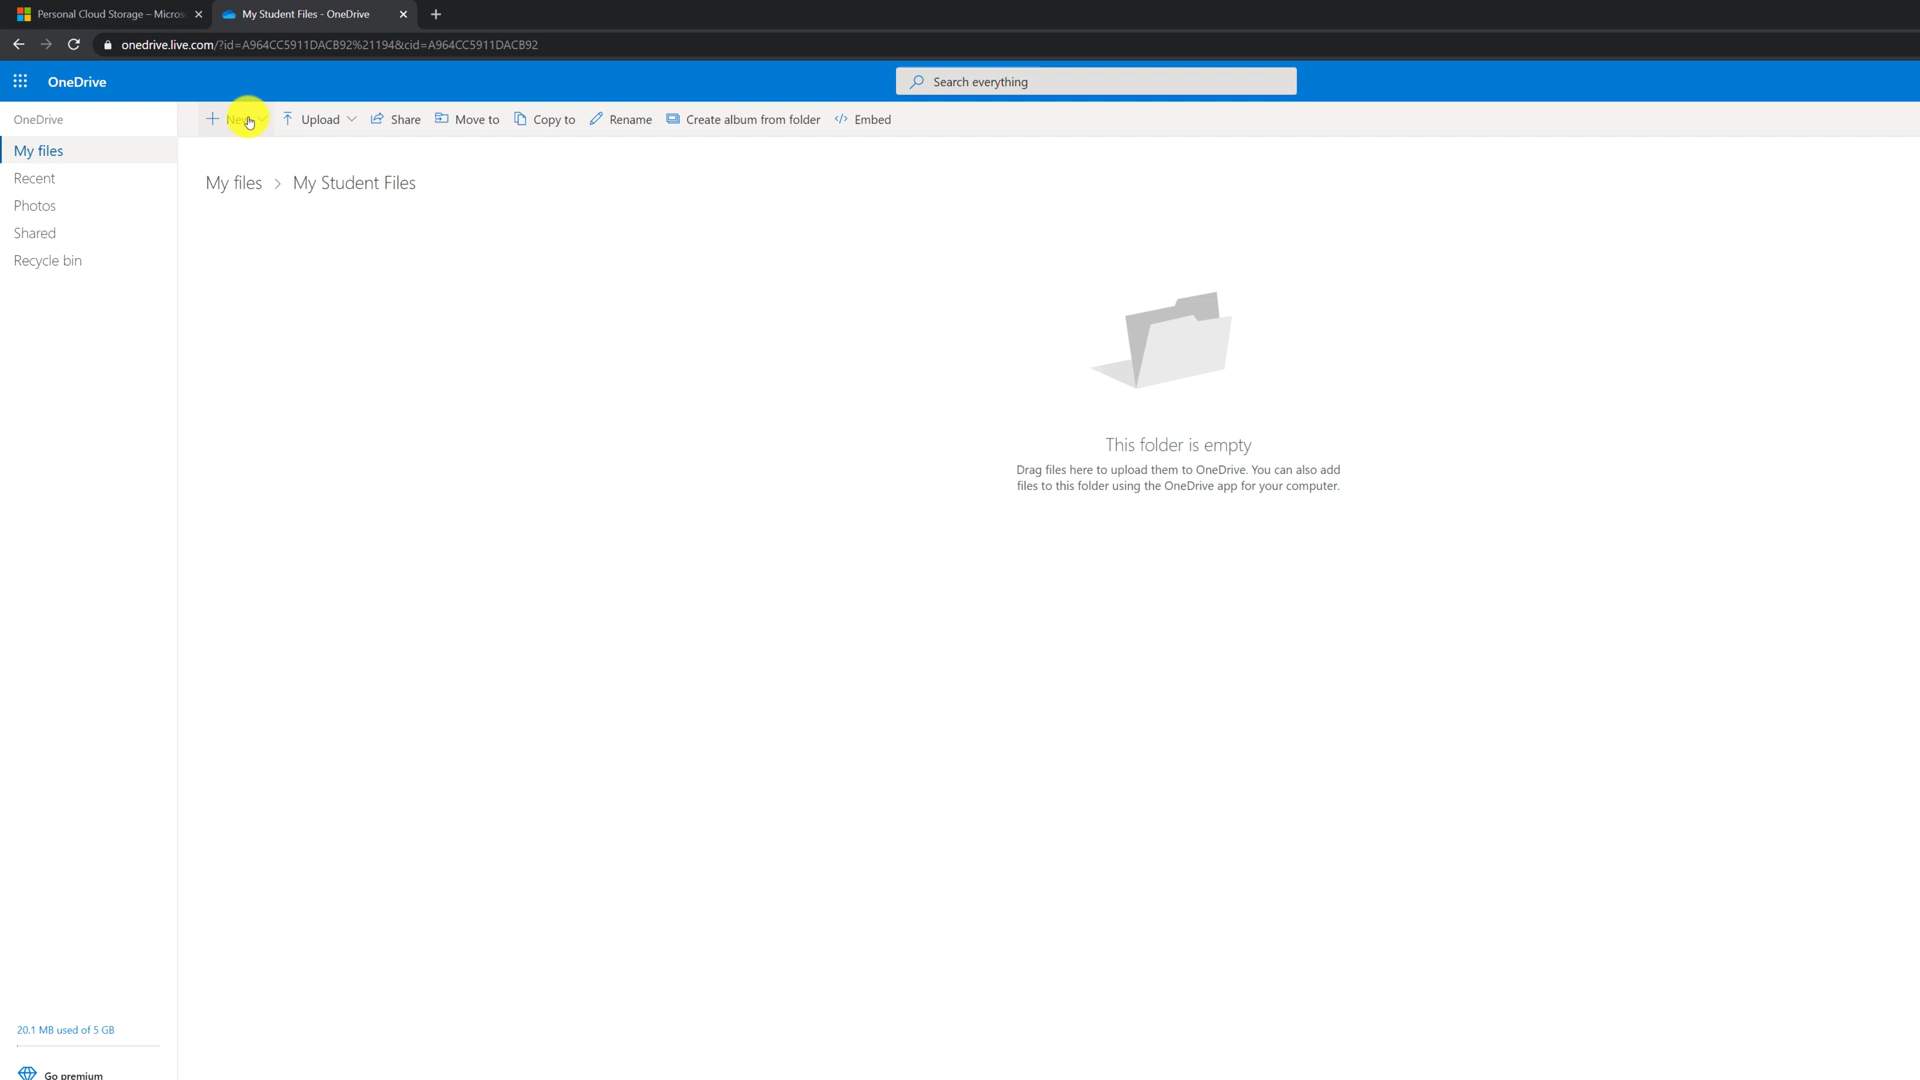 Personal Cloud Storage – Micros
My Student Files - OneDrive
onedrive.live.com/?id=A964CC5911DACB92%21194&cid=A964CC5911DACB92
OneDrive
Search everything
OneDrive
New
Upload
Share
Move to
Copy to
Rename
Create album from folder
Embed
My files
Recent
Photos
Shared
Recycle bin
My files > My Student Files
This folder is empty
Drag files here to upload them to OneDrive. You can also add
files to this folder using the OneDrive app for your computer.
20.1 MB used of 5 GB
Go premium